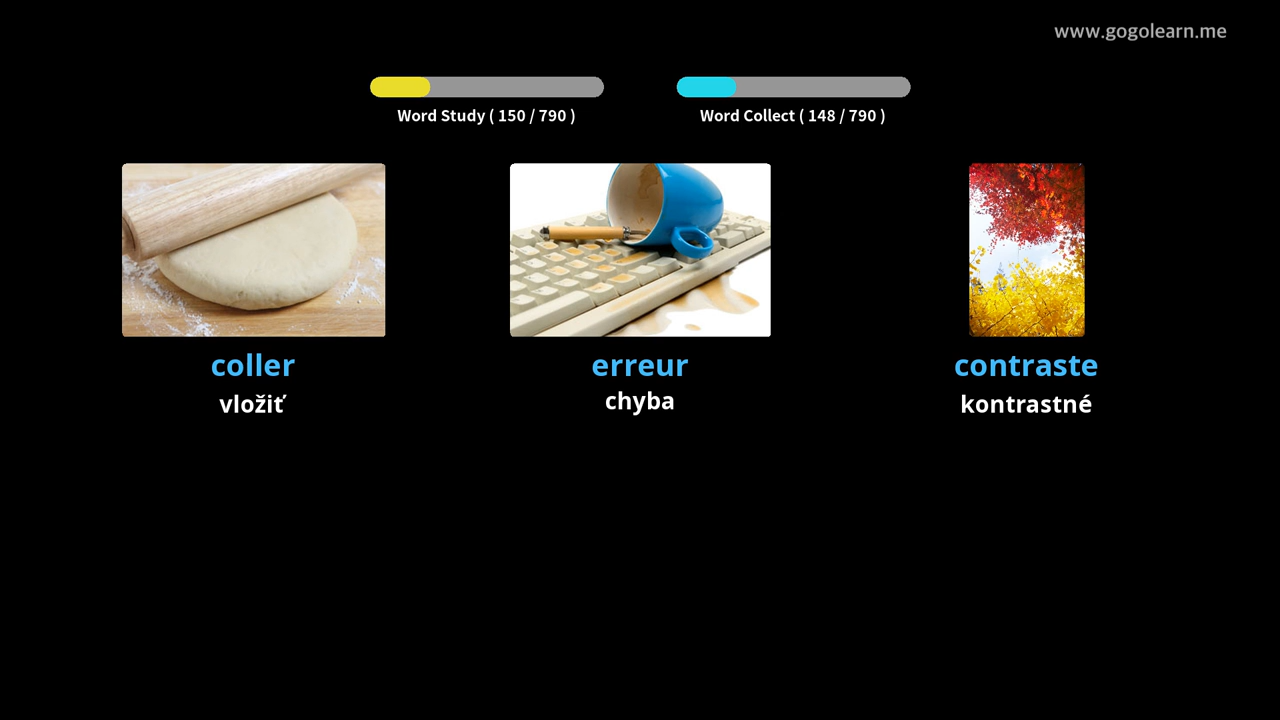 www.gogolearn.me
Word Study ( 150 / 790 )
Word Collect ( 148 / 790 )
coller
erreur
contraste
vložiť
chyba
kontrastné